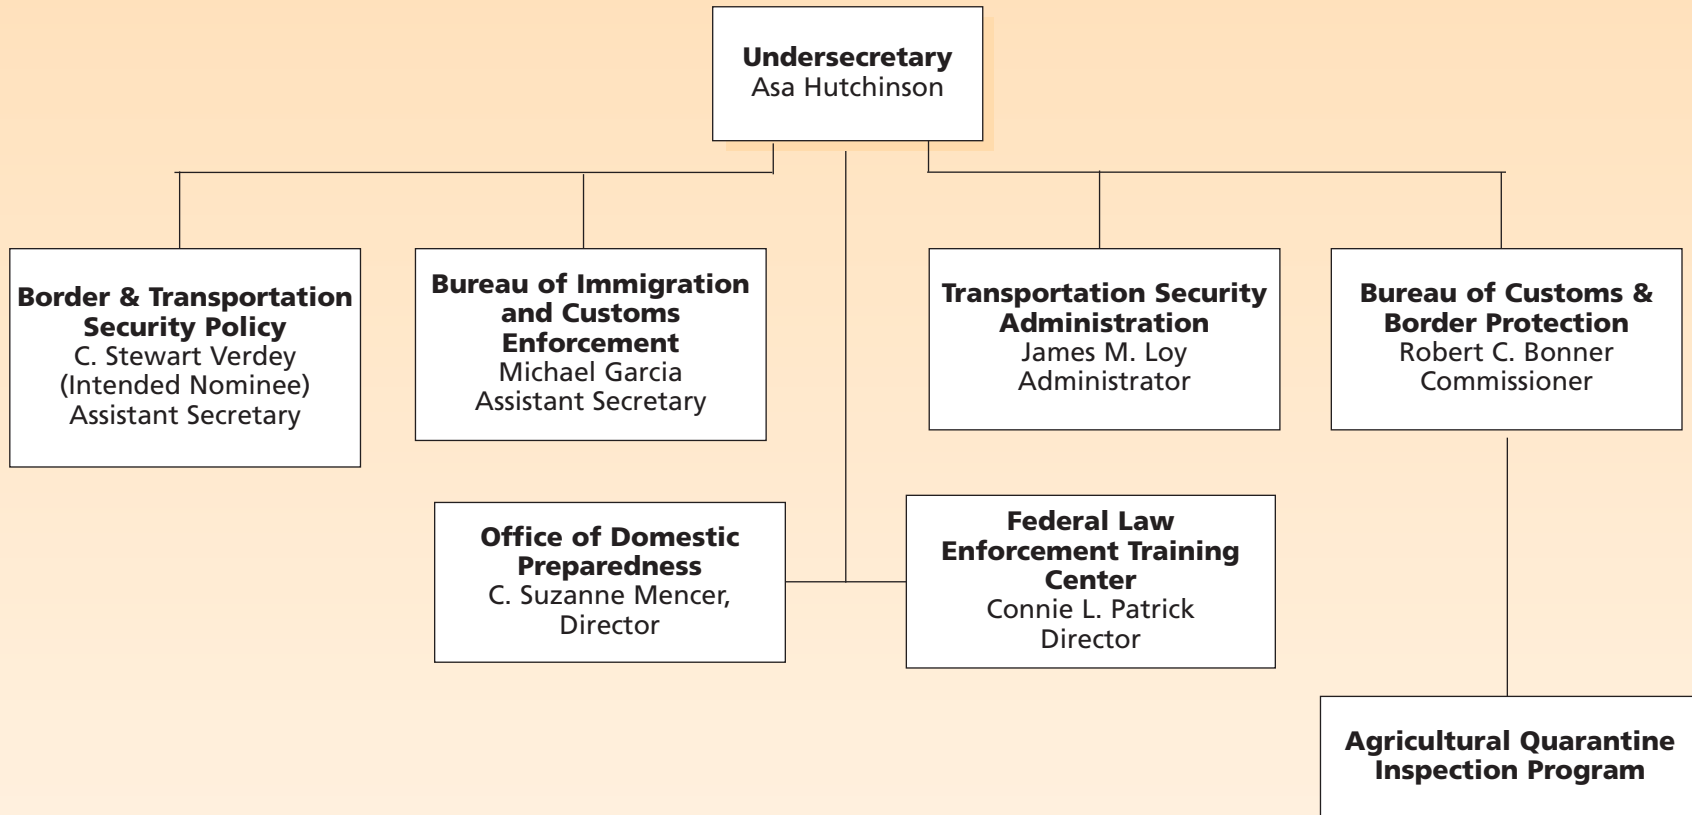 Undersecretary
Asa Hutchinson
Border & Transportation
Security Policy
C. Stewart Verdey
(Intended Nominee)
Assistant Secretary
Bureau of Immigration
and Customs
Enforcement
Michael Garcia
Assistant Secretary
Transportation Security
Administration
James M. Loy
Administrator
Bureau of Customs &
Border Protection
Robert C. Bonner
Commissioner
Office of Domestic
Preparedness
C. Suzanne Mencer,
Director
Federal Law
Enforcement Training
Center
Connie L. Patrick
Director
Agricultural Quarantine
Inspection Program